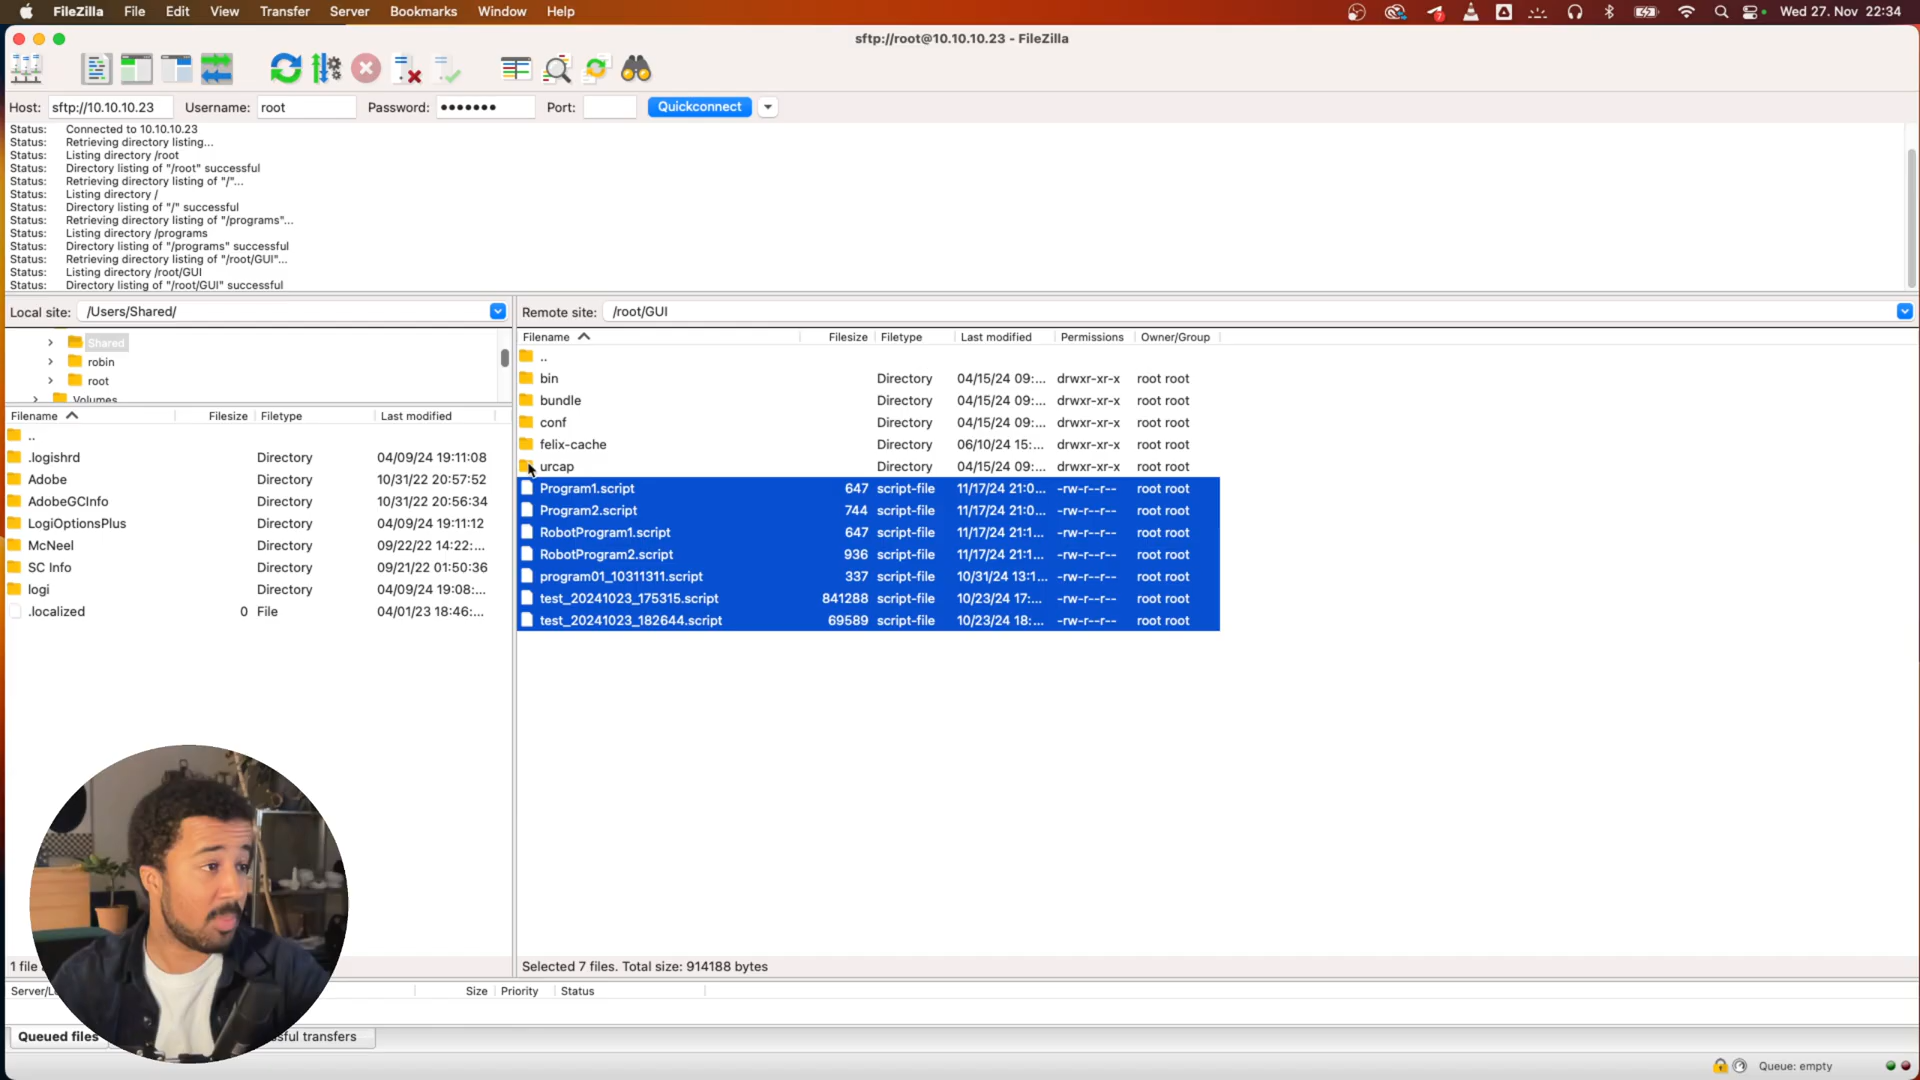 FileZilla File Edit View Transfer Server Bookmarks Window Help Wed 27. Nov 22:34
sftp://root@10.10.10.23 - FileZilla
Host: sftp://10.10.10.23 Username: root Password: ●●●●●●● Port: Quickconnect
Status: Connected to 10.10.10.23
Status: Retrieving directory listing...
Status: Listing directory /root
Status: Directory listing of "/root" successful
Status: Retrieving directory listing of "/"...
Status: Listing directory /
Status: Directory listing of "/" successful
Status: Retrieving directory listing of "/programs"...
Status: Listing directory /programs
Status: Directory listing of "/programs" successful
Status: Retrieving directory listing of "/root/GUI"...
Status: Listing directory /root/GUI
Status: Directory listing of "/root/GUI" successful
Local site: /Users/Shared/
Shared
robin
root
Volumes
Filename Filesize Filetype Last modified
..
.logishrd Directory 04/09/24 19:11:08
Adobe Directory 10/31/22 20:57:52
AdobeGCInfo Directory 10/31/22 20:56:34
LogiOptionsPlus Directory 04/09/24 19:11:12
McNeel Directory 09/22/22 14:22:...
SC Info Directory 09/21/22 01:50:36
logi Directory 04/09/24 19:08:...
.localized 0 File 04/01/23 18:46:...
1 file
Remote site: /root/GUI
Filename Filesize Filetype Last modified Permissions Owner/Group
..
bin Directory 04/15/24 09:... drwxr-xr-x root root
bundle Directory 04/15/24 09:... drwxr-xr-x root root
conf Directory 04/15/24 09:... drwxr-xr-x root root
felix-cache Directory 06/10/24 15:... drwxr-xr-x root root
urcap Directory 04/15/24 09:... drwxr-xr-x root root
Program1.script 647 script-file 11/17/24 21:0... -rw-r--r-- root root
Program2.script 744 script-file 11/17/24 21:0... -rw-r--r-- root root
RobotProgram1.script 647 script-file 11/17/24 21:1... -rw-r--r-- root root
RobotProgram2.script 936 script-file 11/17/24 21:1... -rw-r--r-- root root
program01_10311311.script 337 script-file 10/31/24 13:1... -rw-r--r-- root root
test_20241023_175315.script 841288 script-file 10/23/24 17:... -rw-r--r-- root root
test_20241023_182644.script 69589 script-file 10/23/24 18:... -rw-r--r-- root root
Selected 7 files. Total size: 914188 bytes
Size Priority Status
Queued files transfers
Queue: empty